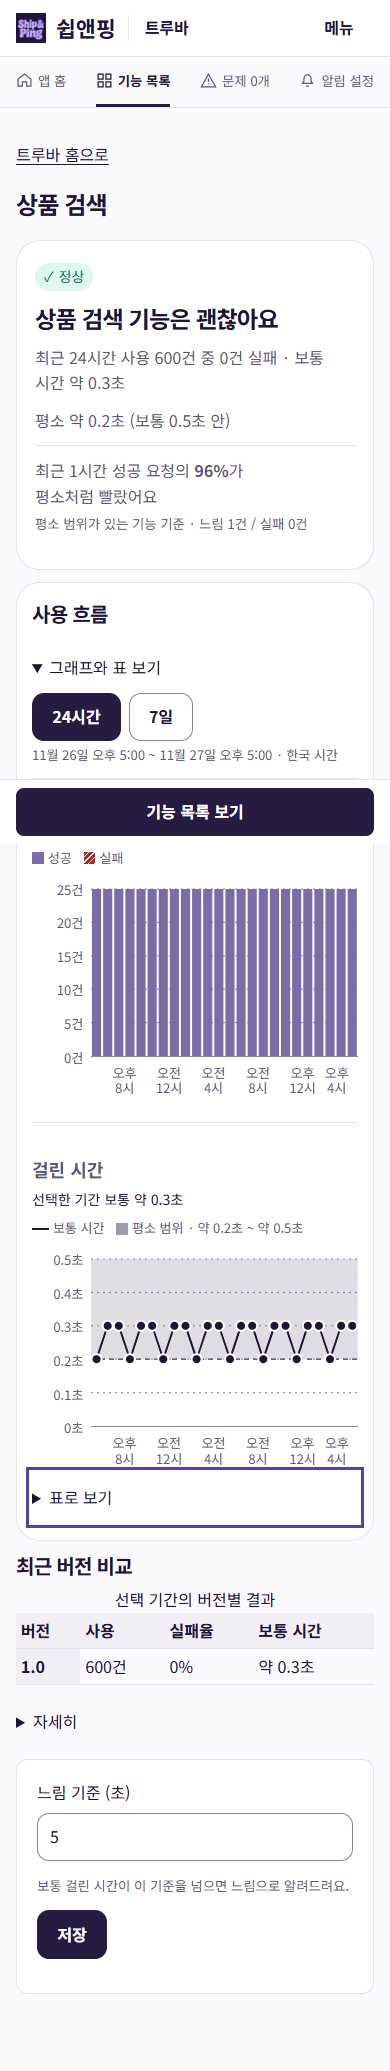 Ship& Ping 쉽앤핑 트루바 메뉴
앱 홈 기능 목록 문제 0개 알림 설정
트루바 홈으로
상품 검색
✓ 정상
상품 검색 기능은 괜찮아요
최근 24시간 사용 600건 중 0건 실패 · 보통
시간 약 0.3초
평소 약 0.2초 (보통 0.5초 안)
최근 1시간 성공 요청의 96%가
평소처럼 빨랐어요
평소 범위가 있는 기능 기준 · 느림 1건 / 실패 0건
사용 흐름
▼ 그래프와 표 보기
24시간 7일
11월 26일 오후 5:00 ~ 11월 27일 오후 5:00 · 한국 시간
기능 목록 보기
성공 실패
25건
20건
15건
10건
5건
0건
오후 오전 오전 오전 오후 오후
8시 12시 4시 8시 12시 4시
걸린 시간
선택한 기간 보통 약 0.3초
보통 시간 평소 범위 · 약 0.2초 ~ 약 0.5초
0.5초
0.4초
0.3초
0.2초
0.1초
0초
오후 오전 오전 오전 오후 오후
8시 12시 4시 8시 12시 4시
▶ 표로 보기
최근 버전 비교
선택 기간의 버전별 결과
버전 사용 실패율 보통 시간
1.0 600건 0% 약 0.3초
▶ 자세히
느림 기준 (초)
5
보통 걸린 시간이 이 기준을 넘으면 느림으로 알려드려요.
저장